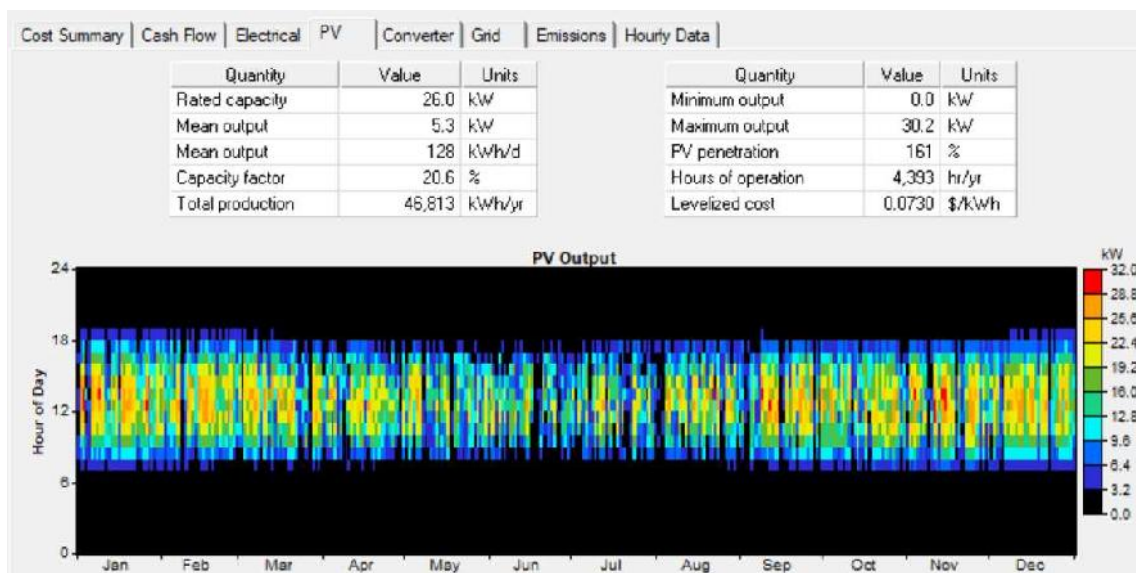 Cost Summary Cash Flow Electrical PV Converter Grid Emissions Hourly Data
Quantity Value Units
Rated capacity 26.0 kW
Mean output 5.3 kW
Mean output 128 kWh/d
Capacity factor 20.6 %
Total production 46,813 kWh/yr
Quantity Value Units
Minimum output 0.0 kW
Maximum output 30.2 kW
PV penetration 161 %
Hours of operation 4,393 hr/yr
Levelized cost 0.0730 $/kWh
PV Output
24
18
12
6
0
Hour of Day
Jan Feb Mar Apr May Jun Jul Aug Sep Oct Nov Dec
kW
32.0
28.8
25.6
22.4
19.2
16.0
12.8
9.6
6.4
3.2
0.0